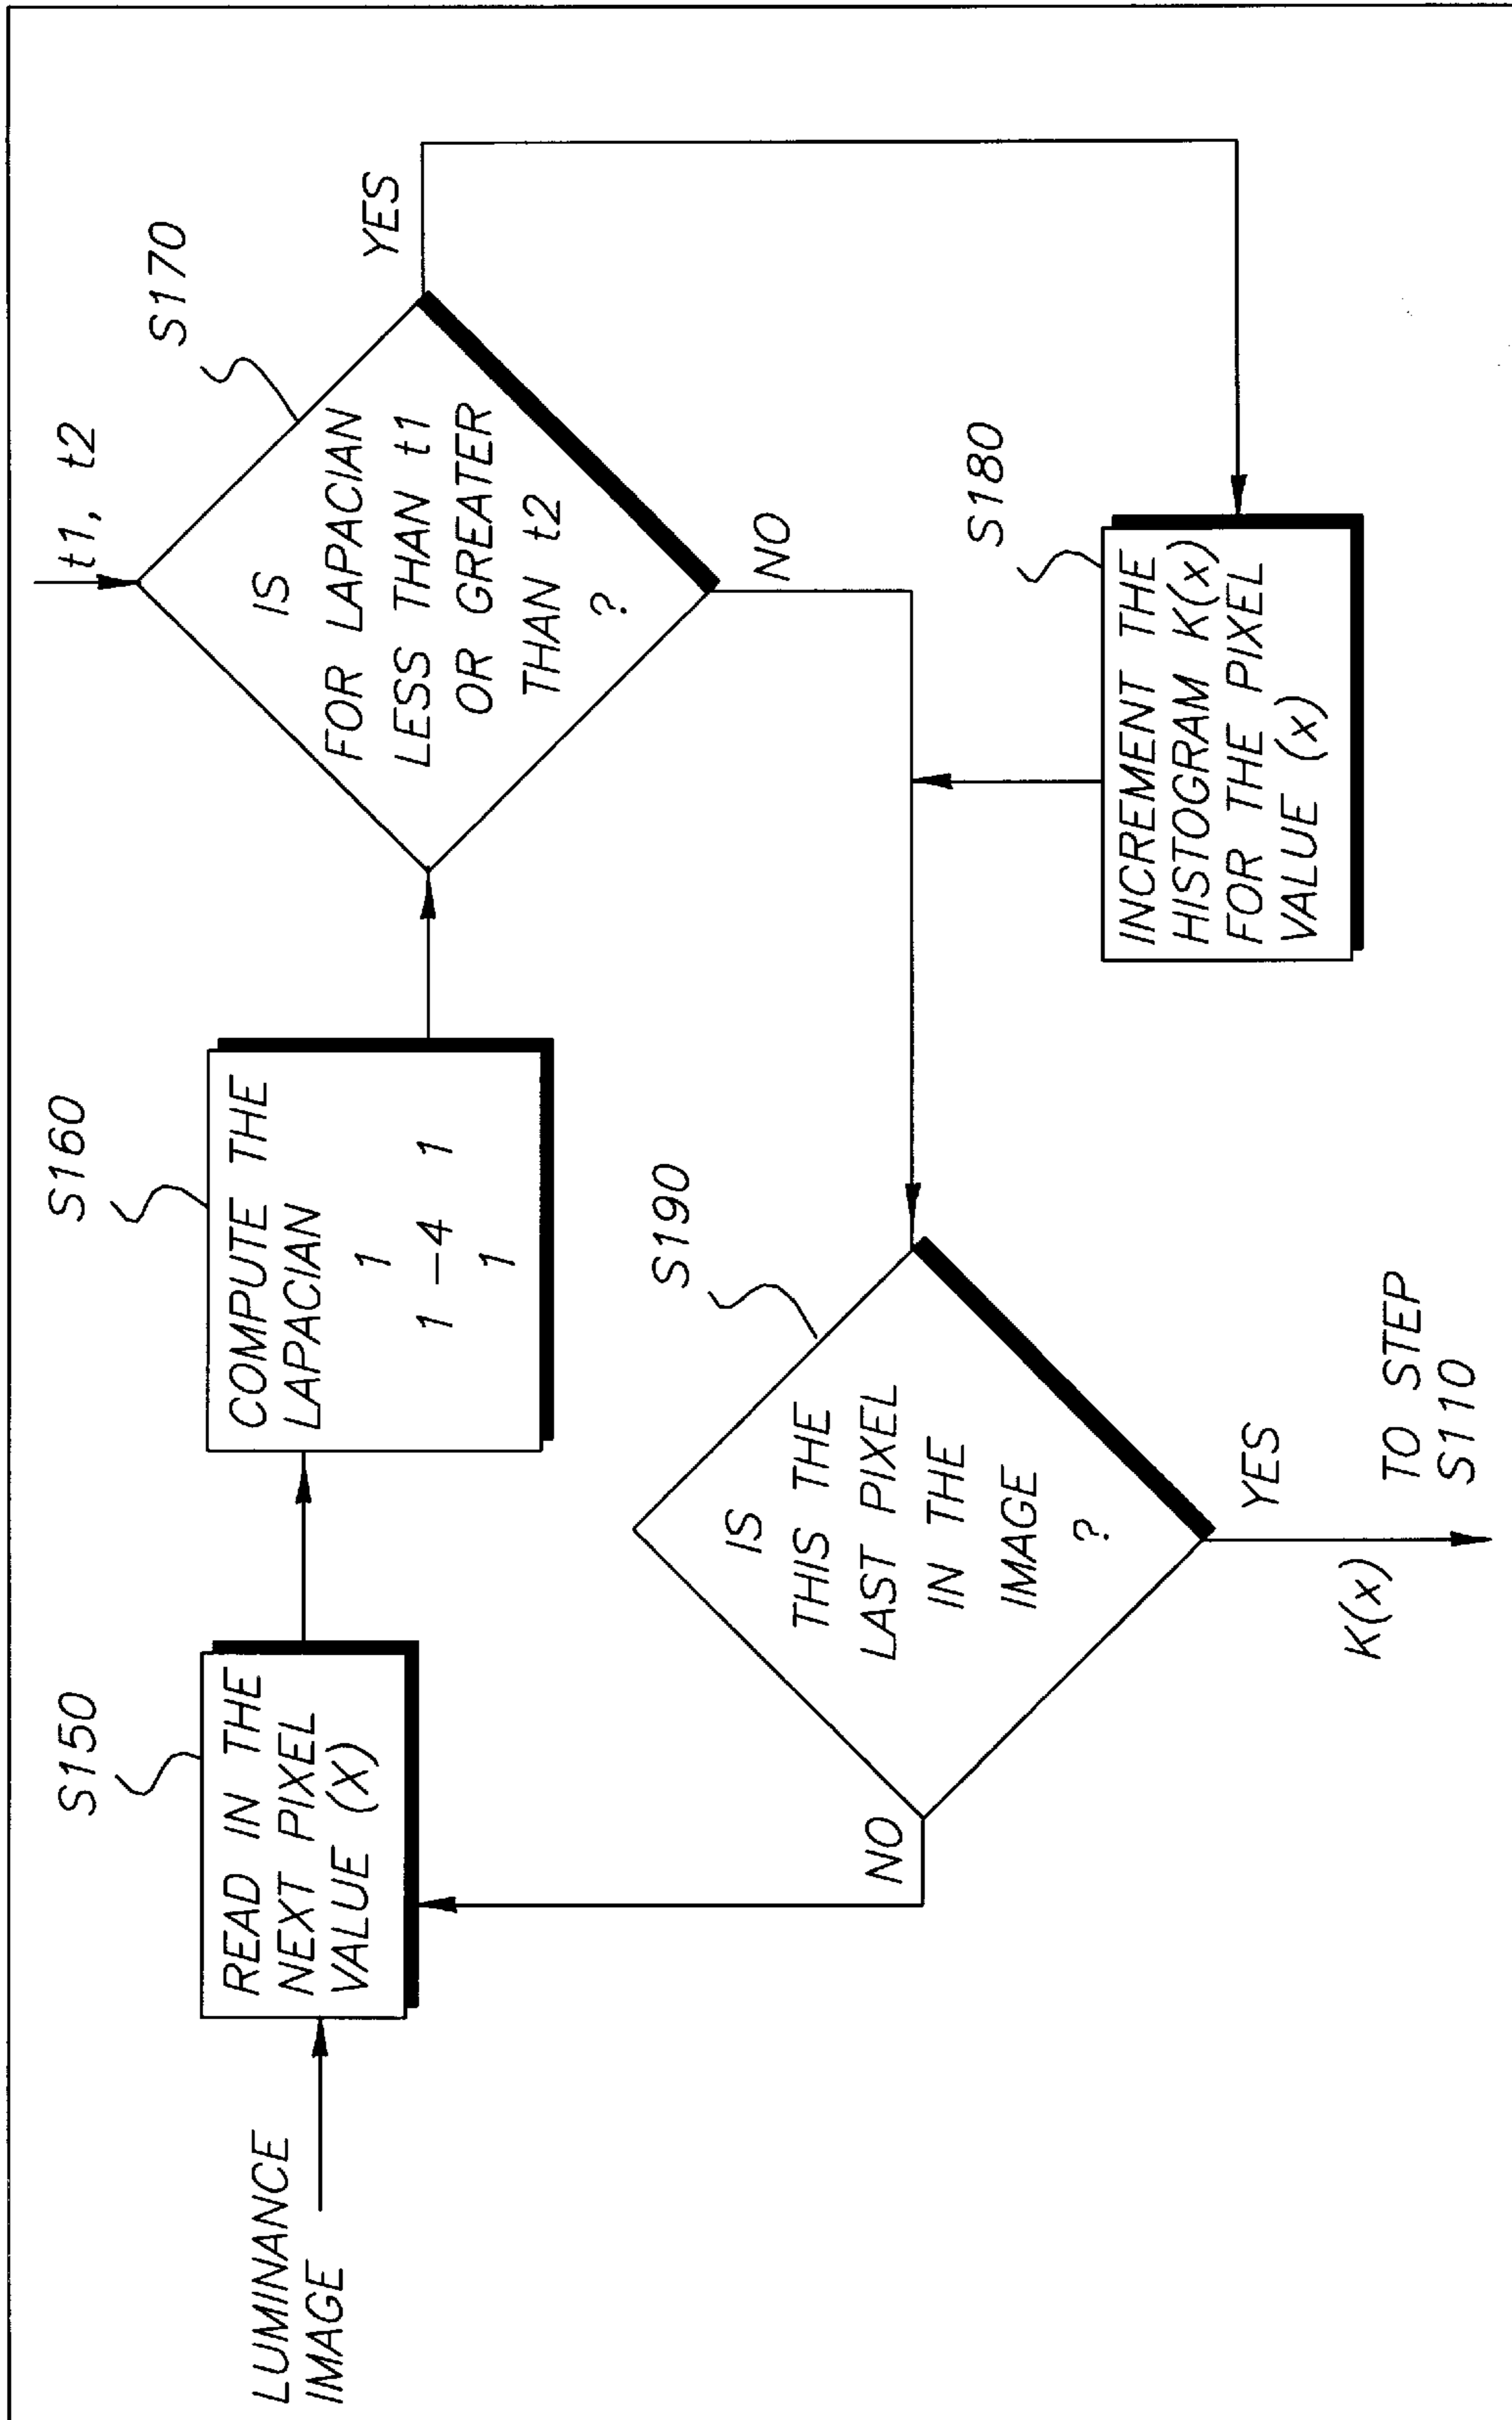 LUMINANCE
IMAGE
S150
READ IN THE
NEXT PIXEL
VALUE (X)
S160
COMPUTE THE
LAPACIAN
1
1 -4 1
1
t1, t2
S170
IS
FOR LAPACIAN
LESS THAN t1
OR GREATER
THAN t2
?
YES
NO
S180
INCREMENT THE
HISTOGRAM K(x)
FOR THE PIXEL
VALUE (x)
S190
IS
THIS THE
LAST PIXEL
IN THE
IMAGE
?
NO
YES
K(x)
TO STEP
S110